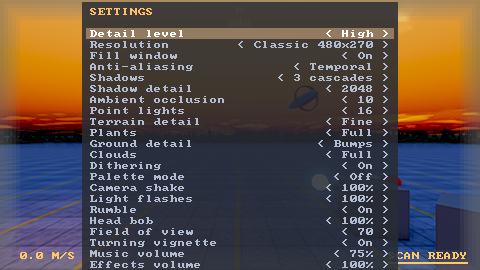 SETTINGS
Detail level < High >
Resolution < Classic 480x270 >
Fill window < On >
Anti-aliasing < Temporal >
Shadows < 3 cascades >
Shadow detail < 2048 >
Ambient occlusion < 10 >
Point lights < 16 >
Terrain detail < Fine >
Plants < Full >
Ground detail < Bumps >
Clouds < Full >
Dithering < On >
Palette mode < Off >
Camera shake < 100% >
Light flashes < 100% >
Rumble < On >
Head bob < 100% >
Field of view < 70 >
Turning vignette < On >
Music volume < 75% >
Effects volume < 100% >
0.0 M/S
CAN READY